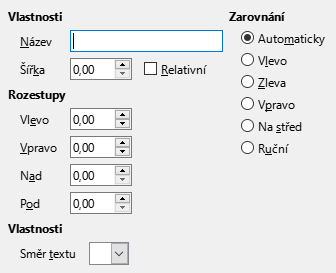 Vlastnosti
Název
Šířka 0,00 Relativní
Rozestupy
Vlevo 0,00
Vpravo 0,00
Nad 0,00
Pod 0,00
Vlastnosti
Směr textu
Zarovnání
Automaticky
Vlevo
Zleva
Vpravo
Na střed
Ruční